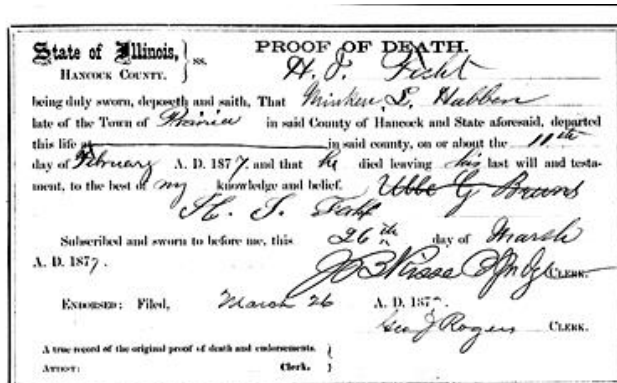 State of Illinois, } ss. PROOF OF DEATH.
HANCOCK COUNTY. H. T. Ficht
being duly sworn, deposeth and saith, That Minken L. Habben
late of the Town of Prairie in said County of Hancock and State aforesaid, departed
this life at in said county, on or about the 11th
day of February A. D. 1877, and that he died leaving his last will and testa-
ment, to the best of my knowledge and belief. Ubbe G Bruns
H. T.
Subscribed and sworn to before me, this 26th day of Marsh
A. D. 1877. J B CLERK.
ENDORSED: Filed, March 26 A. D. 1877.
Geo J Rogers CLERK.
A true record of the original proof of death and endorsements. }
ATTEST: Clerk. }